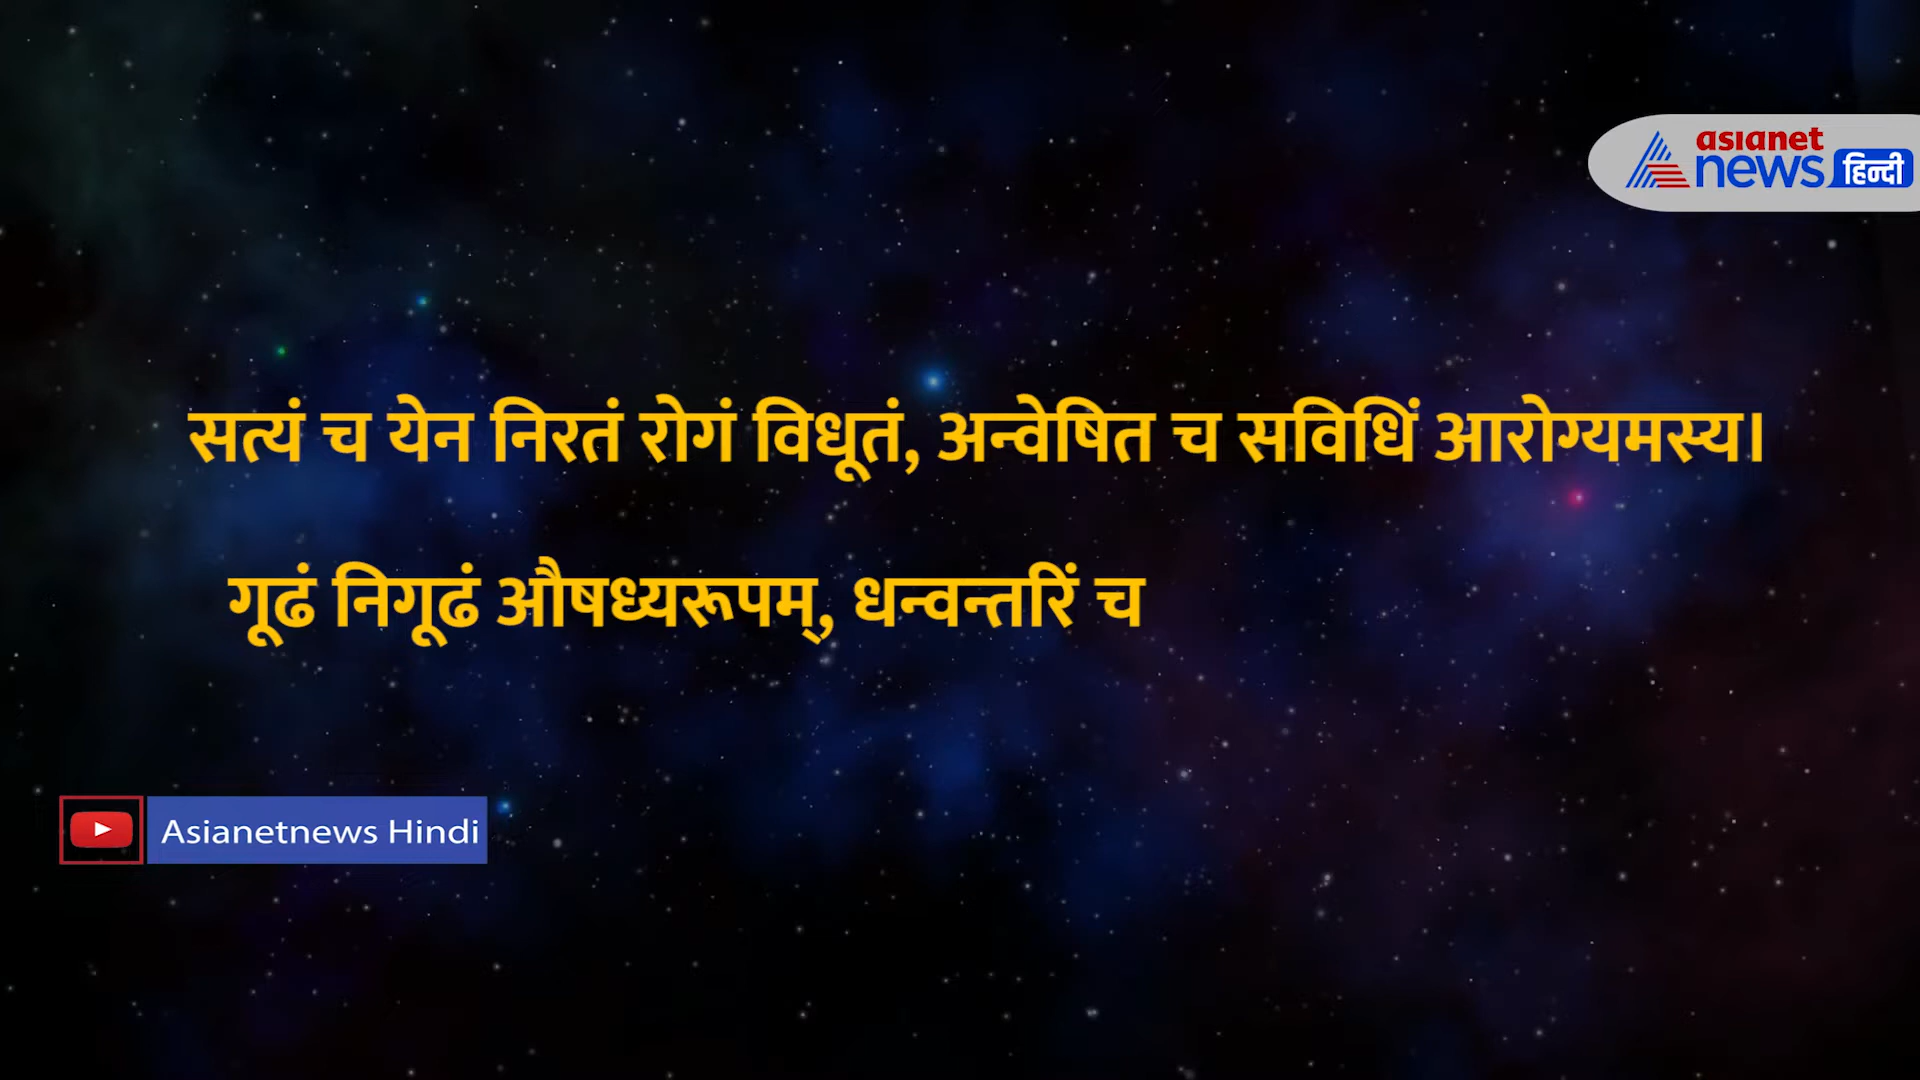 asianet
news हिन्दी
सत्यं च येन निरतं रोगं विधूतं, अन्वेषित च सविधिं आरोग्यमस्य।
गूढं निगूढं औषध्यरूपम्, धन्वन्तरिं च
Asianetnews Hindi